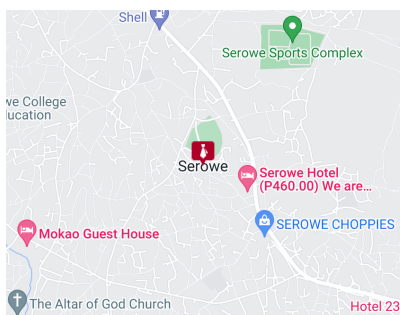 Shell
Serowe Sports Complex
we College
ducation
Serowe
Serowe Hotel
(P460.00) We are...
SEROWE CHOPPIES
Mokao Guest House
The Altar of God Church
Hotel 23